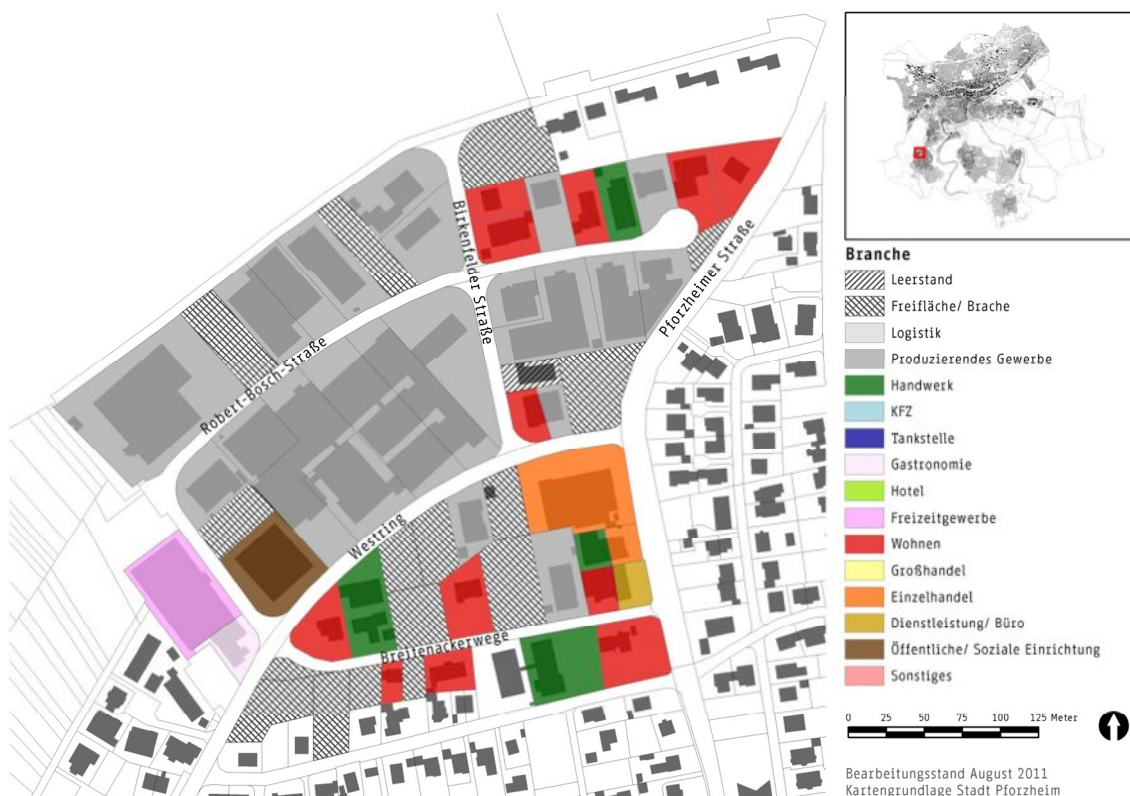 Birkenfelder Straße
Pforzheimer Straße
Robert-Bosch-Straße
Westring
Breitenackerwege
Branche
Leerstand
Freifläche/ Brache
Logistik
Produzierendes Gewerbe
Handwerk
KFZ
Tankstelle
Gastronomie
Hotel
Freizeitgewerbe
Wohnen
Großhandel
Einzelhandel
Dienstleistung/ Büro
Öffentliche/ Soziale Einrichtung
Sonstiges
0 25 50 75 100 125 Meter
Bearbeitungsstand August 2011
Kartengrundlage Stadt Pforzheim